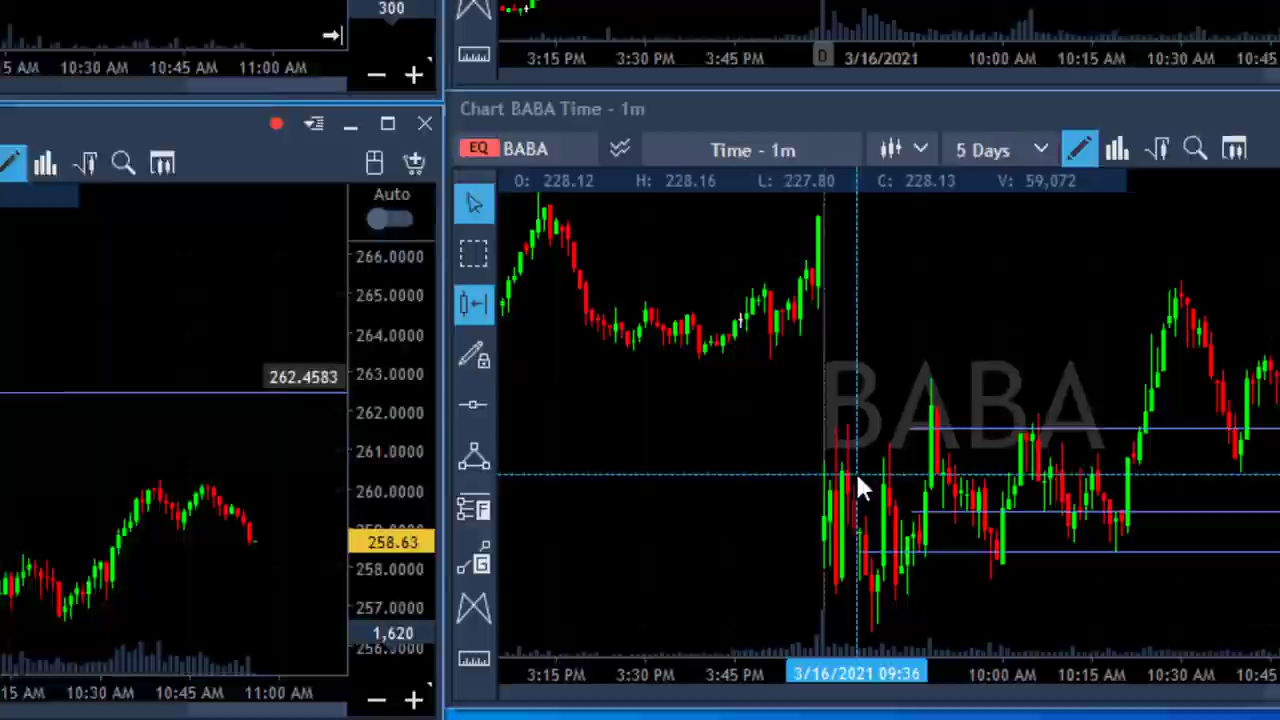 300
5 AM 10:30 AM 10:45 AM 11:00 AM
3:15 PM 3:30 PM 3:45 PM D 3/16/2021 10:00 AM 10:15 AM 10:30 AM 10:45
Chart BABA Time - 1m
EQ BABA Time - 1m 5 Days
O: 228.12 H: 228.16 L: 227.80 C: 228.13 V: 59,072
Auto
266.0000
265.0000
264.0000
262.4583 263.0000
262.0000
261.0000
260.0000
258.63
258.0000
257.0000
1,620
BABA
F
G
3:15 PM 3:30 PM 3:45 PM 3/16/2021 09:36 10:00 AM 10:15 AM 10:30 AM 10:45
:15 AM 10:30 AM 10:45 AM 11:00 AM